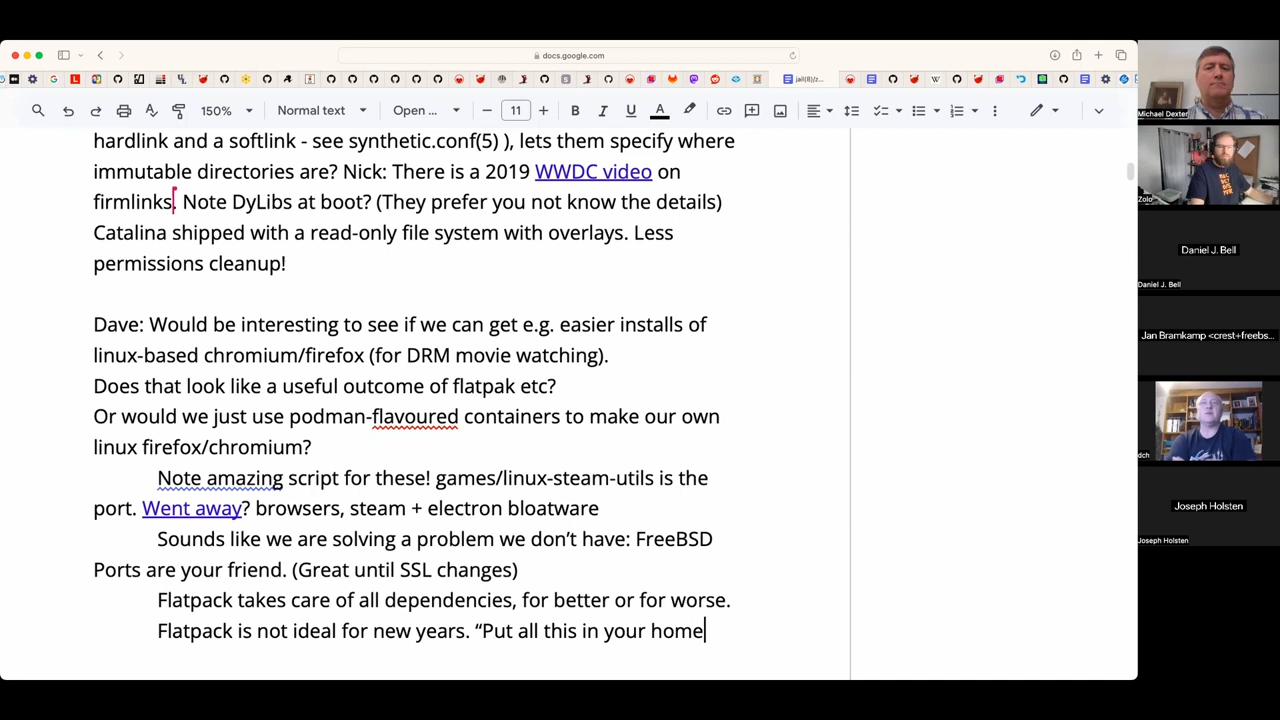 docs.google.com
jail(8)/z...
150%
Normal text
Open ...
11
hardlink and a softlink - see synthetic.conf(5) ), lets them specify where
immutable directories are? Nick: There is a 2019 WWDC video on
firmlinks. Note DyLibs at boot? (They prefer you not know the details)
Catalina shipped with a read-only file system with overlays. Less
permissions cleanup!
Dave: Would be interesting to see if we can get e.g. easier installs of
linux-based chromium/firefox (for DRM movie watching).
Does that look like a useful outcome of flatpak etc?
Or would we just use podman-flavoured containers to make our own
linux firefox/chromium?
Note amazing script for these! games/linux-steam-utils is the
port. Went away? browsers, steam + electron bloatware
Sounds like we are solving a problem we don’t have: FreeBSD
Ports are your friend. (Great until SSL changes)
Flatpack takes care of all dependencies, for better or for worse.
Flatpack is not ideal for new years. “Put all this in your home
Michael Dexter
Zolo
Daniel J. Bell
Daniel J. Bell
Jan Bramkamp <crest+freebs...
dch
Joseph Holsten
Joseph Holsten